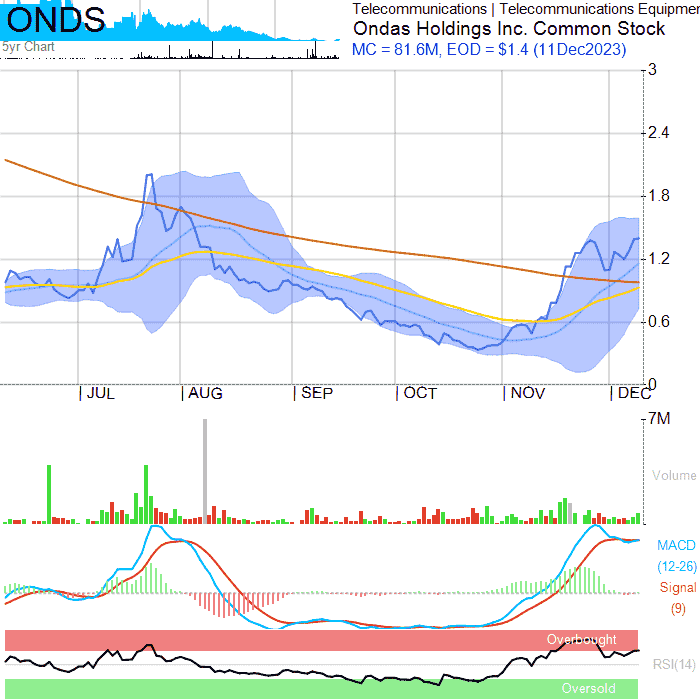 ONDS
Telecommunications | Telecommunications Equipmen
Ondas Holdings Inc. Common Stock
5yr Chart
MC = 81.6M, EOD = $1.4 (11Dec2023)
3
2.4
1.8
1.2
0.6
0
JUL AUG SEP OCT NOV DEC
7M
Volume
MACD
(12-26)
Signal
(9)
Overbought
RSI(14)
Oversold